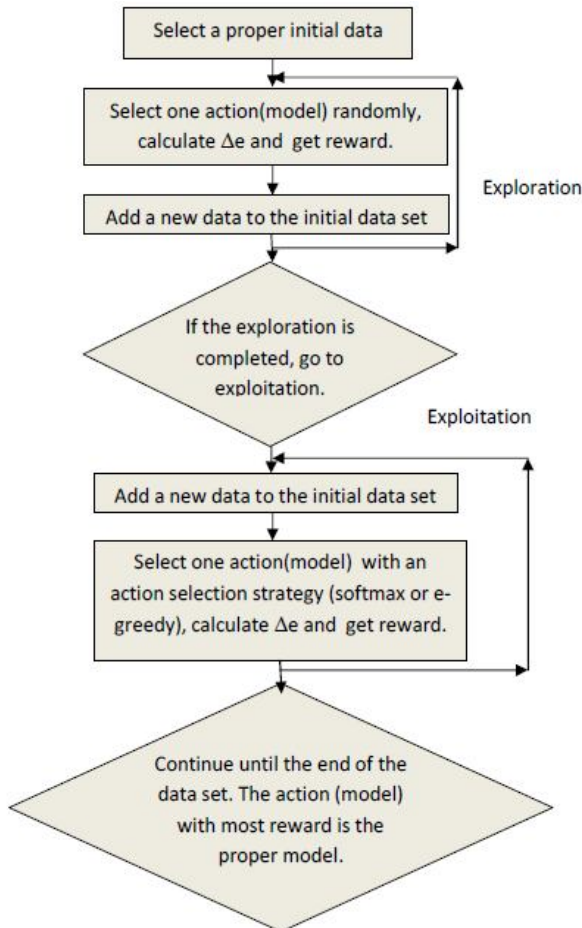 Select a proper initial data
Select one action(model) randomly,
calculate Δe and  get reward.
Exploration
Add a new data to the initial data set
If the exploration is
completed, go to
exploitation.
Exploitation
Add a new data to the initial data set
Select one action(model)  with an
action selection strategy (softmax or e-
greedy), calculate Δe and  get reward.
Continue until the end of the
data set. The action (model)
with most reward is the
proper model.